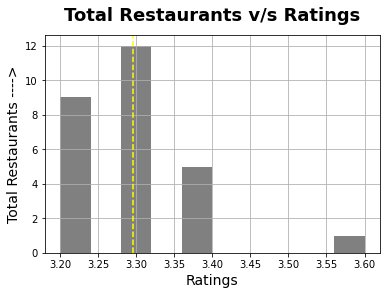 Total Restaurants v/s Ratings
Total Restaurants ---->
12
10
8
6
4
2
0
3.20 3.25 3.30 3.35 3.40 3.45 3.50 3.55 3.60
Ratings